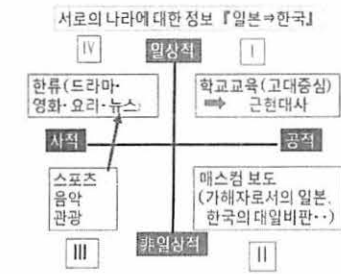 서로의 나라에 대한 정보 『일본⇒한국』
IV
일상적
I
한류(드라마·
영화·요리·뉴스)
학교교육(고대중심)
➡ 근현대사
사적
공적
스포츠
음악
관광
매스컴 보도
(가해자로서의 일본,
한국의 대일비판··)
III
非일상적
II